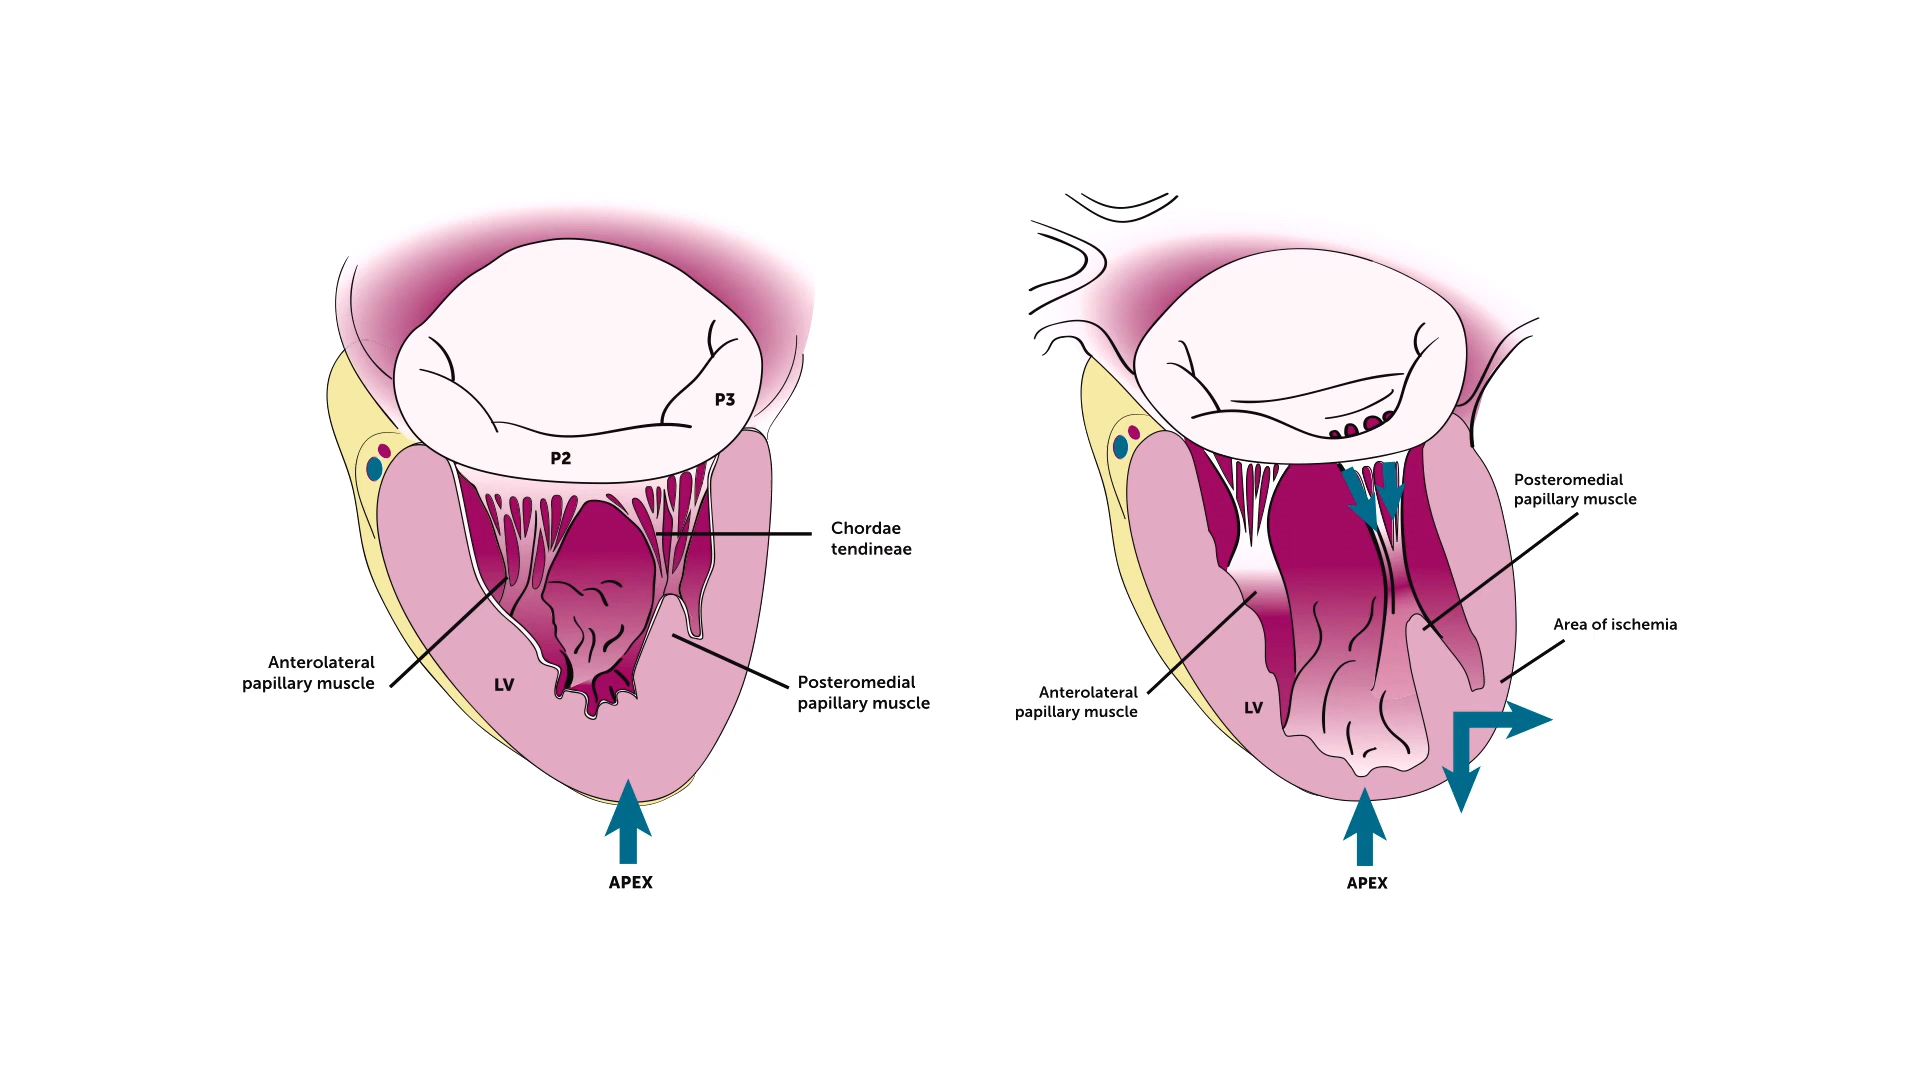 P3
P2
Chordae
tendineae
Anterolateral
papillary muscle
LV
Posteromedial
papillary muscle
APEX
Posteromedial
papillary muscle
Area of ischemia
Anterolateral
papillary muscle
LV
APEX